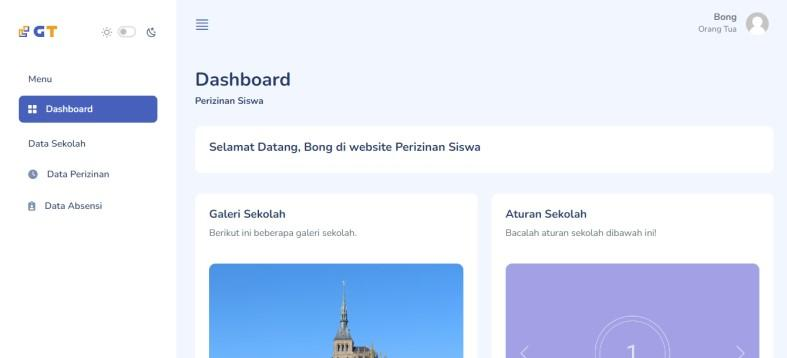 GT
Bong
Orang Tua
Menu
Dashboard
Data Sekolah
Data Perizinan
Data Absensi
Dashboard
Perizinan Siswa
Selamat Datang, Bong di website Perizinan Siswa
Galeri Sekolah
Berikut ini beberapa galeri sekolah.
Aturan Sekolah
Bacalah aturan sekolah dibawah ini!
1